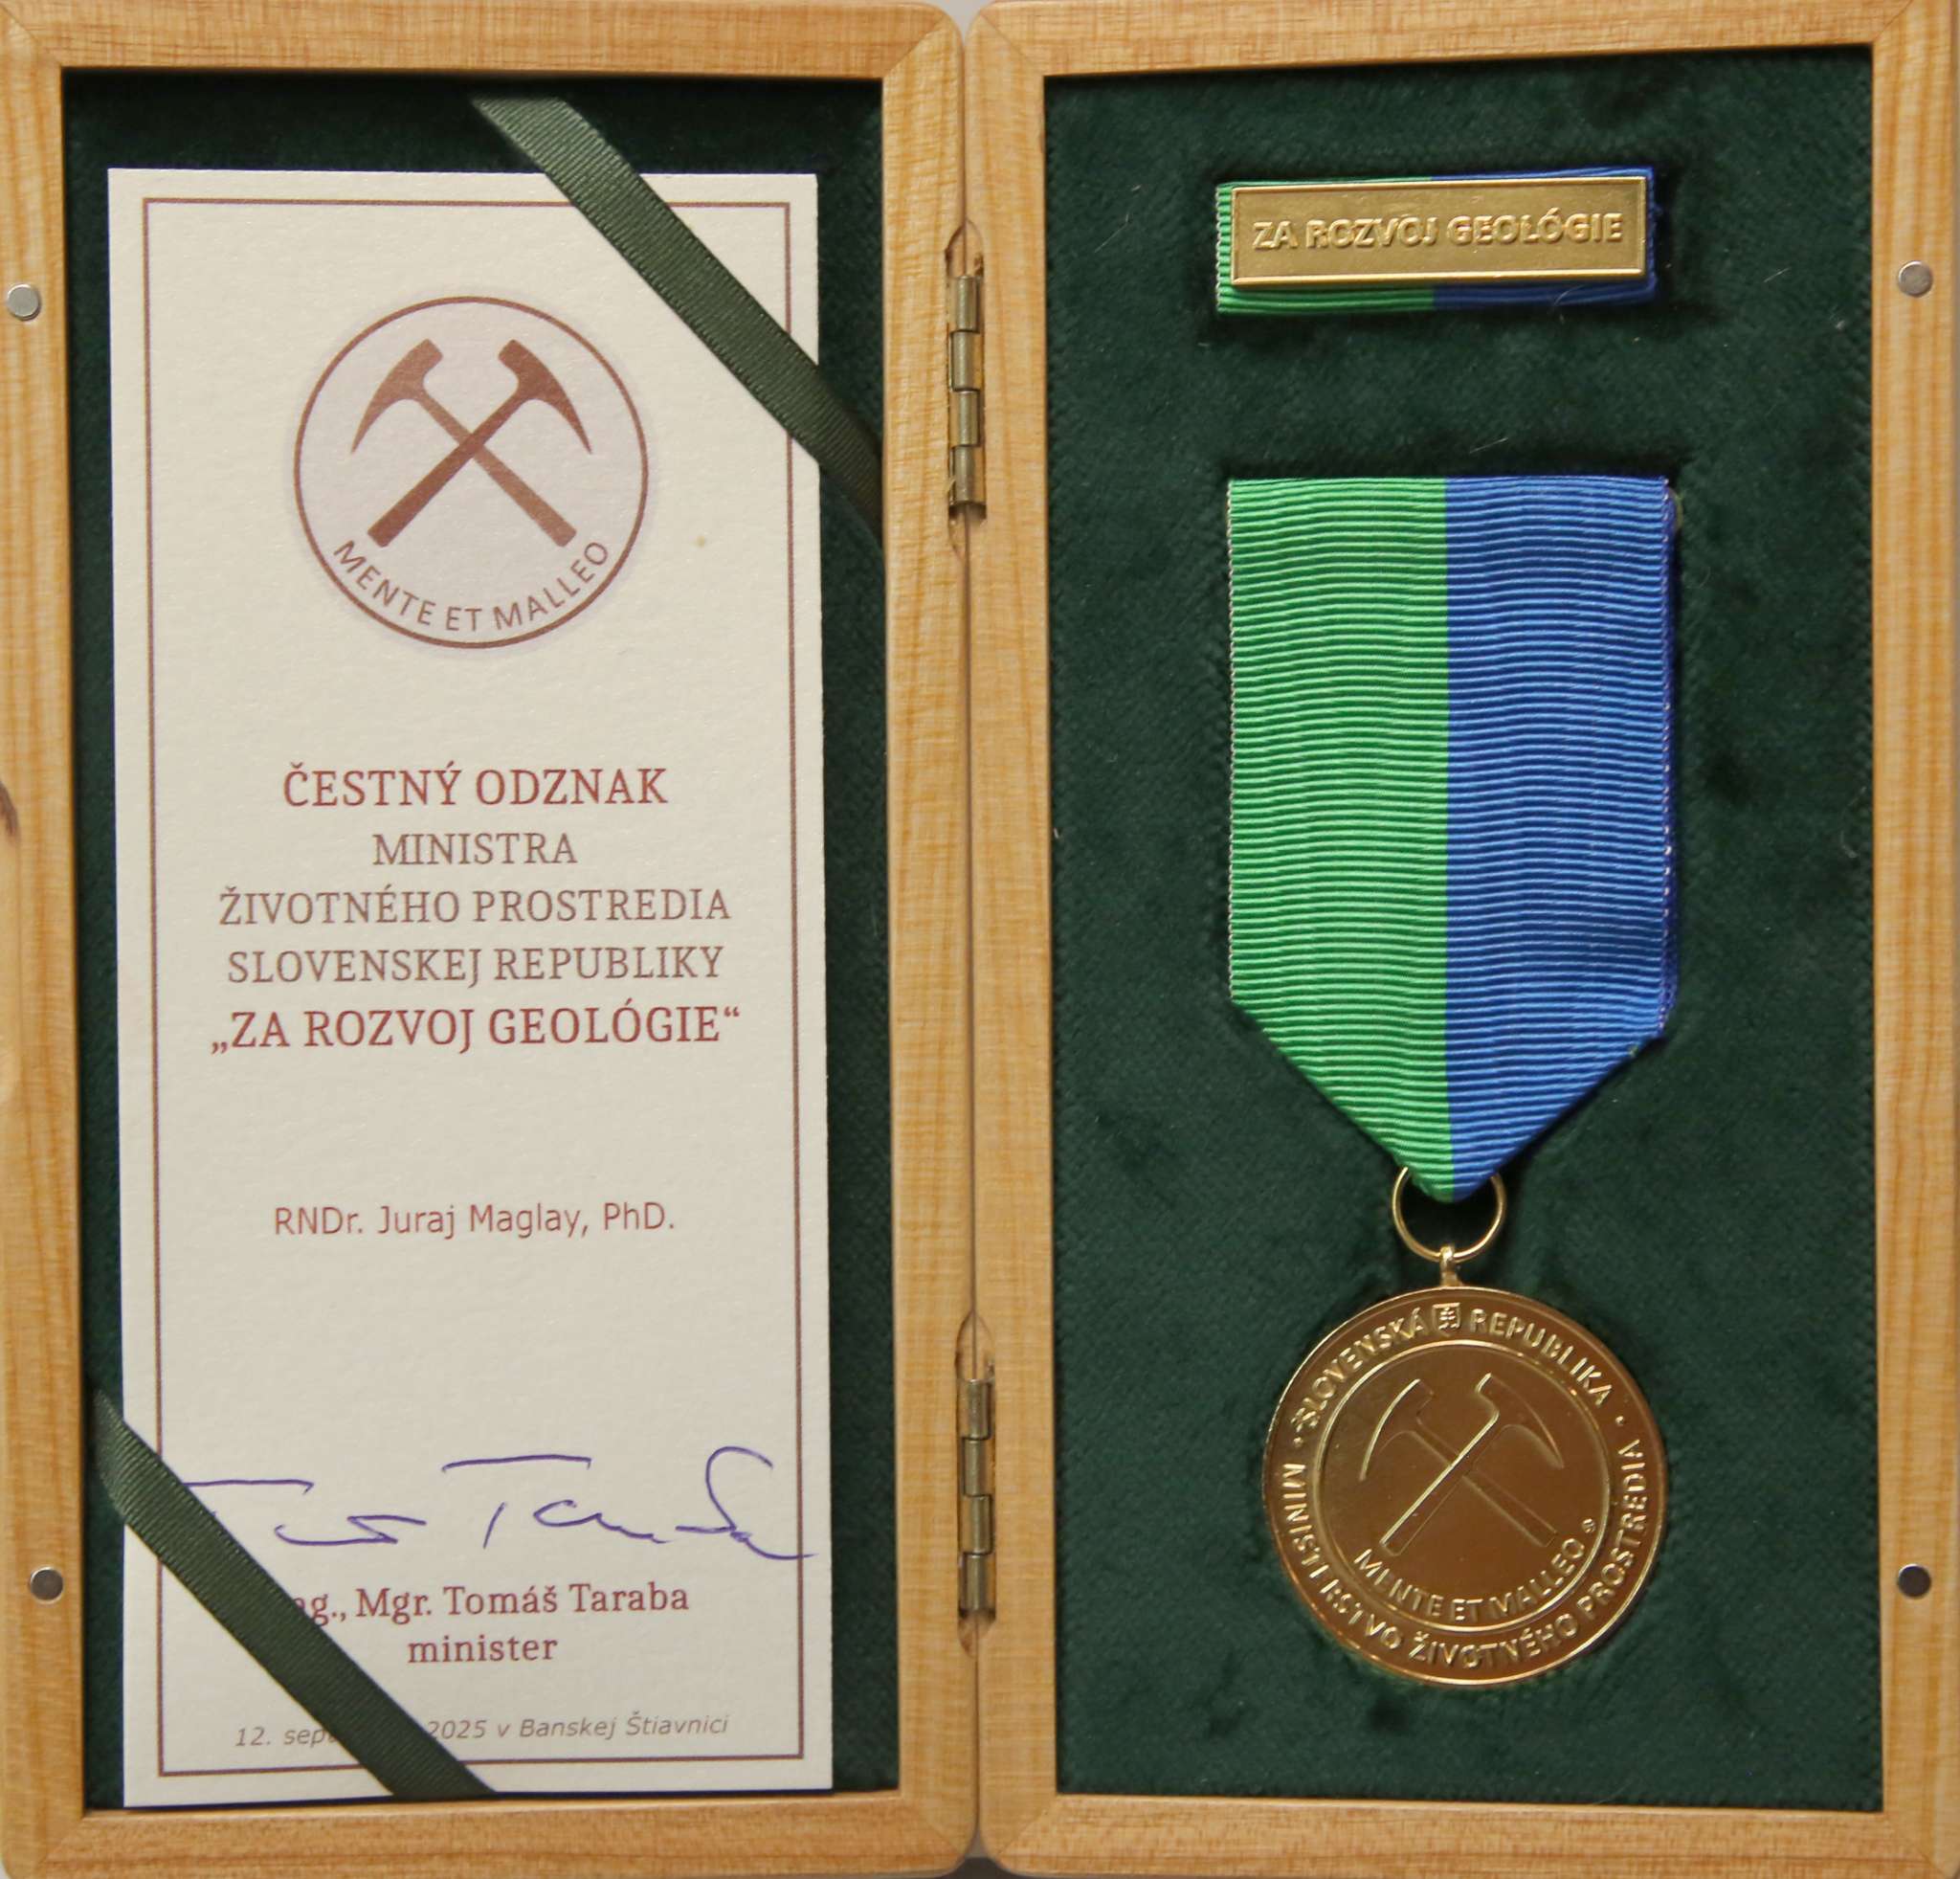 MENTE ET MALLEO
ČESTNÝ ODZNAK
MINISTRA
ŽIVOTNÉHO PROSTREDIA
SLOVENSKEJ REPUBLIKY
„ZA ROZVOJ GEOLÓGIE“
RNDr. Juraj Maglay, PhD.
Mgr. Tomáš Taraba
minister
12. 2025 v Banskej Štiavnici
ZA ROZVOJ GEOLÓGIE
SLOVENSKÁ REPUBLIKA
MINISTERSTVO ŽIVOTNÉHO PROSTREDIA
MENTE ET MALLEO